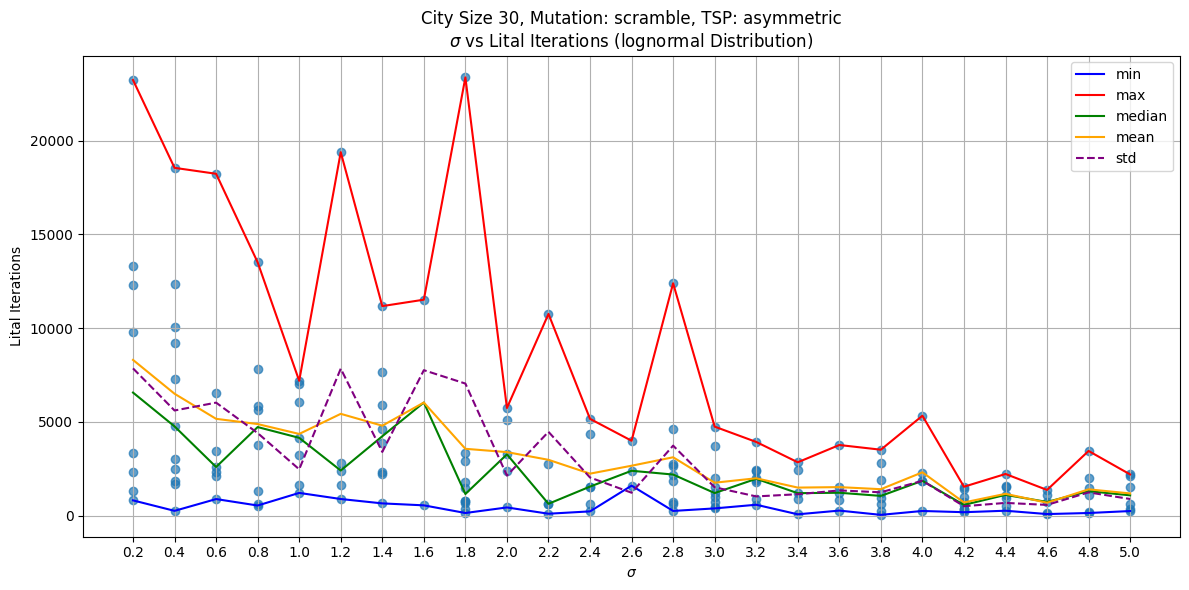 City Size 30, Mutation: scramble, TSP: asymmetric
σ vs Lital Iterations (lognormal Distribution)
min
max
median
mean
std
Lital Iterations
20000
15000
10000
5000
0
0.2 0.4 0.6 0.8 1.0 1.2 1.4 1.6 1.8 2.0 2.2 2.4 2.6 2.8 3.0 3.2 3.4 3.6 3.8 4.0 4.2 4.4 4.6 4.8 5.0
σ